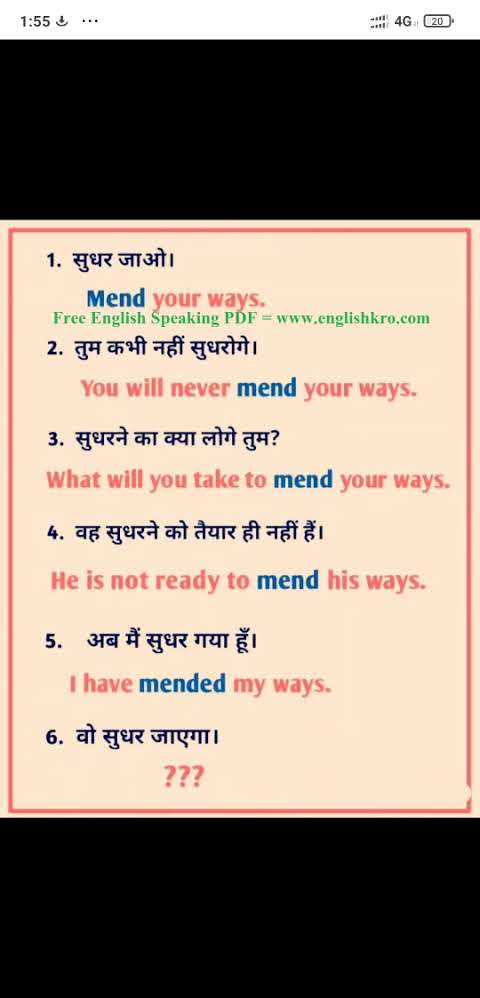 1:55 ... 4G 20
1. सुधर जाओ।
Mend your ways.
Free English Speaking PDF = www.englishkro.com
2. तुम कभी नहीं सुधरोगे।
You will never mend your ways.
3. सुधरने का क्या लोगे तुम?
What will you take to mend your ways.
4. वह सुधरने को तैयार ही नहीं हैं।
He is not ready to mend his ways.
5. अब मैं सुधर गया हूँ।
I have mended my ways.
6. वो सुधर जाएगा।
???